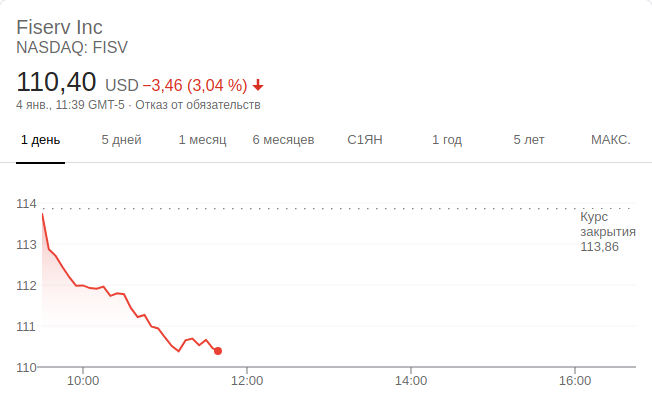 Fiserv Inc
NASDAQ: FISV
110,40 USD −3,46 (3,04 %)
4 янв., 11:39 GMT-5 · Отказ от обязательств
1 день 5 дней 1 месяц 6 месяцев С1ЯН 1 год 5 лет МАКС.
114
Курс
закрытия
113,86
113
112
111
110
10:00 12:00 14:00 16:00